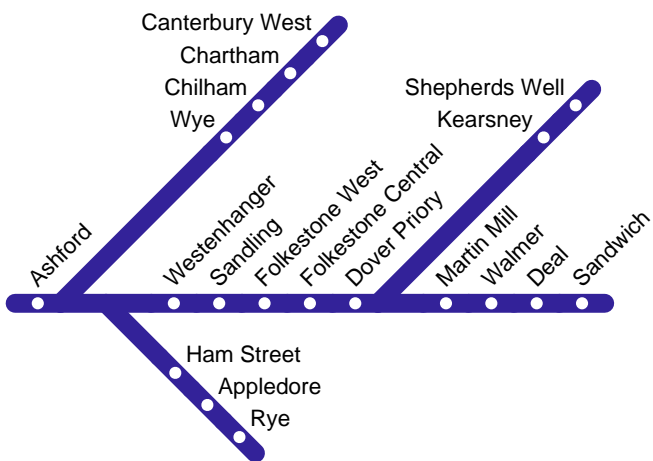 Canterbury West
Chartham
Chilham
Wye
Shepherds Well
Kearsney
Ashford
Westenhanger
Sandling
Folkestone West
Folkestone Central
Dover Priory
Martin Mill
Walmer
Deal
Sandwich
Ham Street
Appledore
Rye